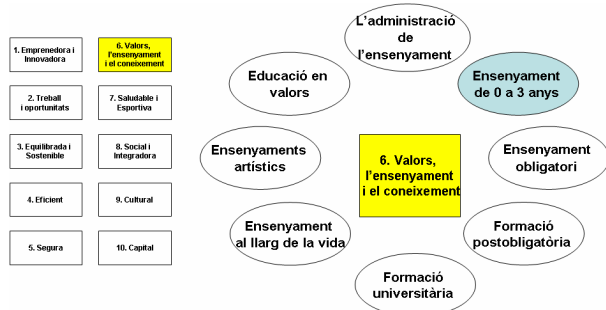 1. Emprenedora i
Innovadora
6. Valors,
l'ensenyament
i el coneixement
2. Treball
i oportunitats
7. Saludable i
Esportiva
3. Equilibrada i
Sostenible
8. Social i
Integradora
4. Eficient
9. Cultural
5. Segura
10. Capital
L'administració
de
l'ensenyament
Educació en
valors
Ensenyament
de 0 a 3 anys
Ensenyaments
artístics
6. Valors,
l'ensenyament
i el coneixement
Ensenyament
obligatori
Ensenyament
al llarg de la vida
Formació
postobligatòria
Formació
universitària